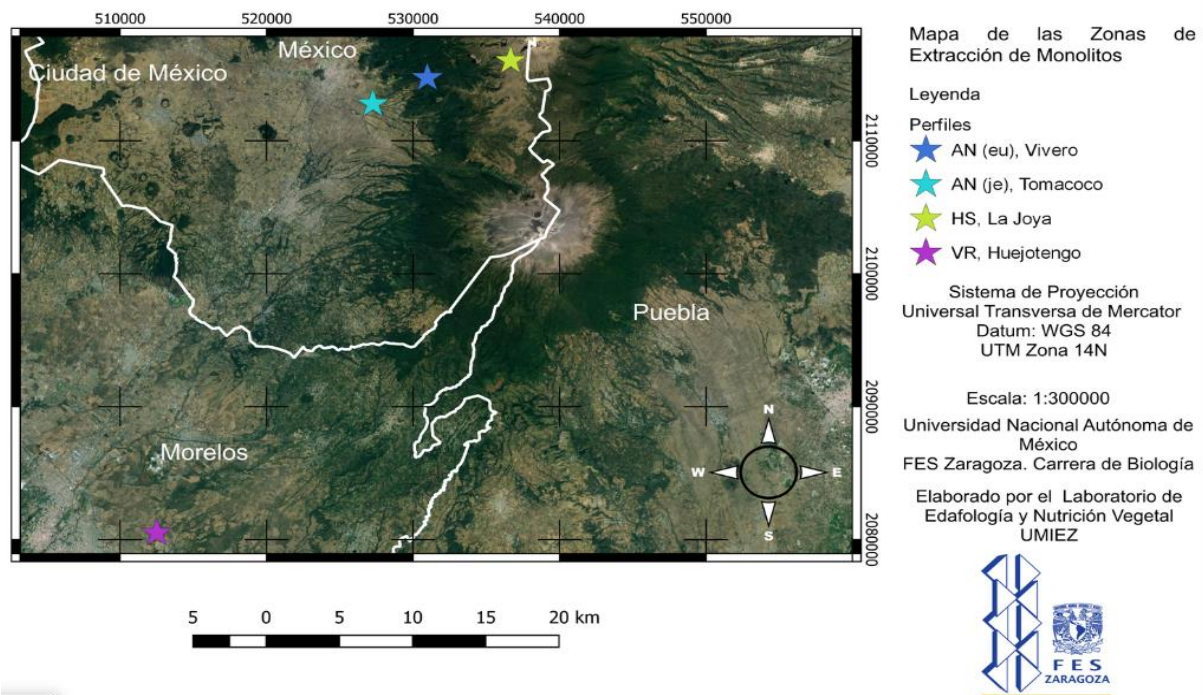 510000 520000 530000 540000 550000
México
Ciudad de México
N
2110000
2100000
Puebla
2090000
Morelos
N
W E
S
2080000
5 0 5 10 15 20 km
Mapa de las Zonas de
Extracción de Monolitos
Leyenda
Perfiles
AN (eu), Vivero
AN (je), Tomacoco
HS, La Joya
VR, Huejotengo
Sistema de Proyección
Universal Transversa de Mercator
Datum: WGS 84
UTM Zona 14N
Escala: 1:300000
Universidad Nacional Autónoma de
México
FES Zaragoza. Carrera de Biología
Elaborado por el Laboratorio de
Edafología y Nutrición Vegetal
UMIEZ
FES
ZARAGOZA